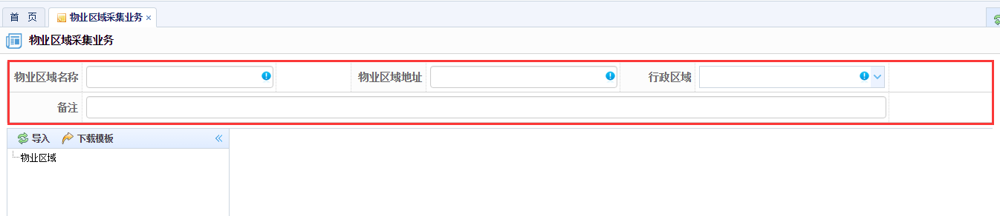 首 页 物业区域采集业务 ×
物业区域采集业务
物业区域名称 物业区域地址 行政区域
备注
导入 下载模板
物业区域